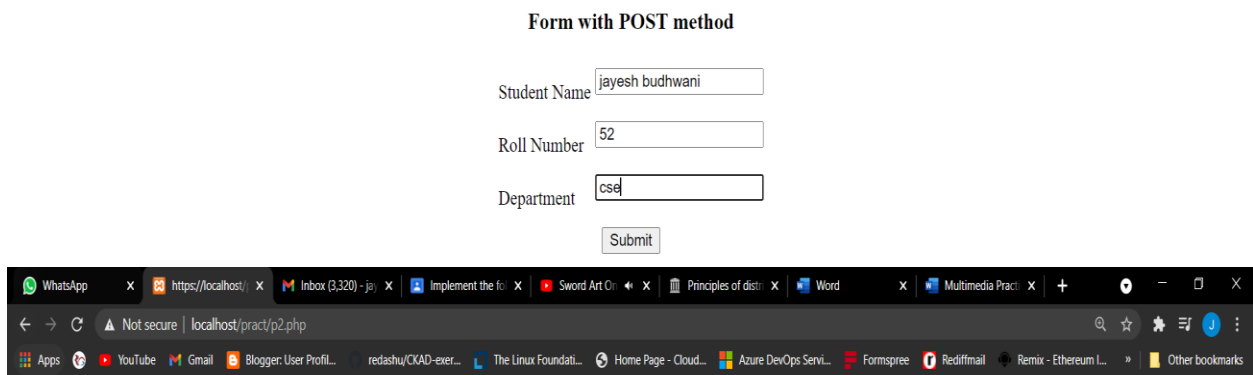 Form with POST method
Student Name jayesh budhwani
Roll Number 52
Department cse
Submit
WhatsApp https://localhost/ Inbox (3,320) - jay Implement the fo Sword Art On Principles of distri Word Multimedia Practi
Not secure | localhost/pract/p2.php J
Apps YouTube Gmail Blogger: User Profil... redashu/CKAD-exer... The Linux Foundati... Home Page - Cloud... Azure DevOps Servi... Formspree Rediffmail Remix - Ethereum I... » Other bookmarks